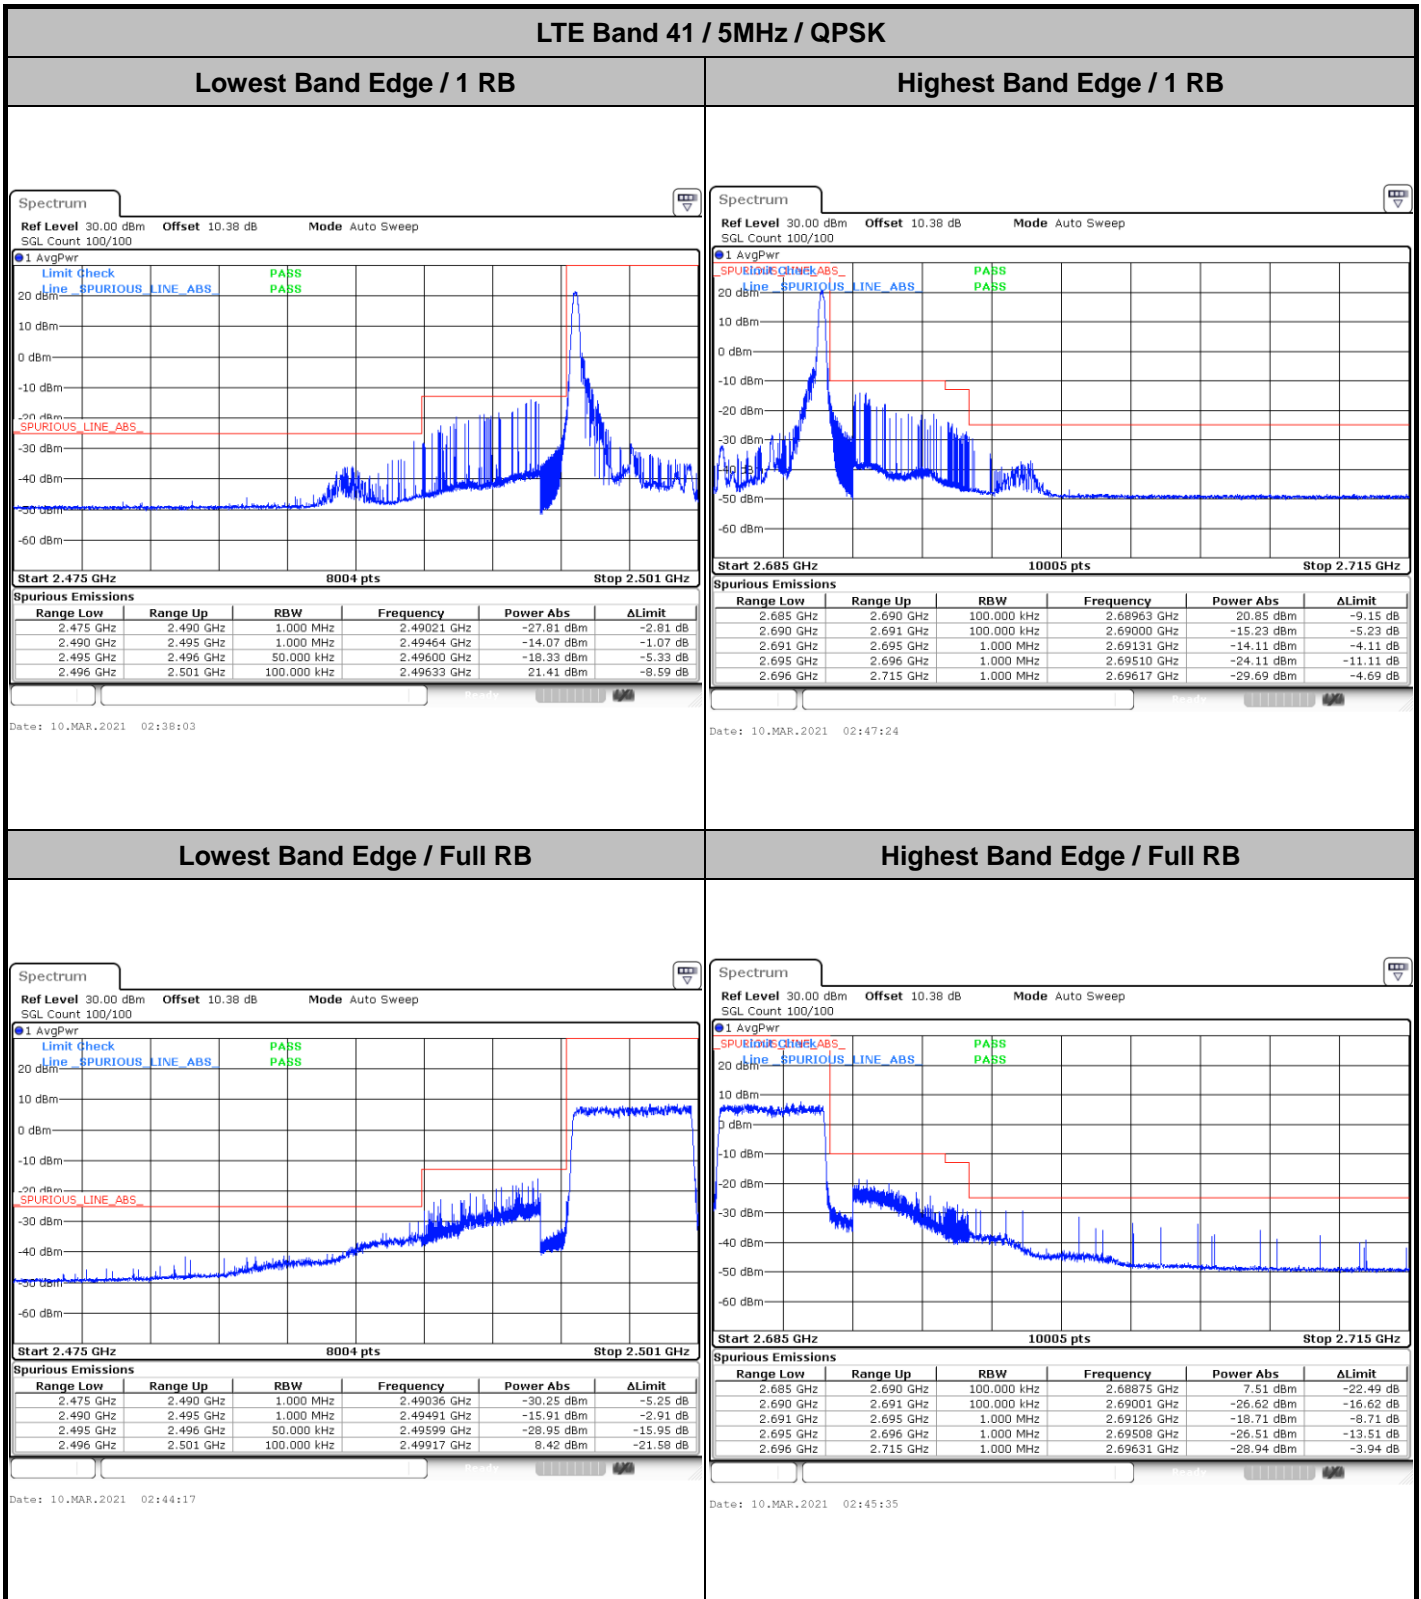 LTE Band 41 / 5MHz / QPSK
Lowest Band Edge / 1 RB
Highest Band Edge / 1 RB
Spectrum
Ref Level 30.00 dBm Offset 10.38 dB Mode Auto Sweep
SGL Count 100/100
1 AvgPwr
Limit Check PASS
Line _SPURIOUS_LINE_ABS_ PASS
20 dBm
10 dBm
0 dBm
-10 dBm
-20 dBm
_SPURIOUS_LINE_ABS_
-30 dBm
-40 dBm
-50 dBm
-60 dBm
Start 2.475 GHz 8004 pts Stop 2.501 GHz
Spurious Emissions
Range Low Range Up RBW Frequency Power Abs ΔLimit
2.475 GHz 2.490 GHz 1.000 MHz 2.49021 GHz -27.81 dBm -2.81 dB
2.490 GHz 2.495 GHz 1.000 MHz 2.49464 GHz -14.07 dBm -1.07 dB
2.495 GHz 2.496 GHz 50.000 kHz 2.49600 GHz -18.33 dBm -5.33 dB
2.496 GHz 2.501 GHz 100.000 kHz 2.49633 GHz 21.41 dBm -8.59 dB
Ready
Date: 10.MAR.2021 02:38:03
Spectrum
Ref Level 30.00 dBm Offset 10.38 dB Mode Auto Sweep
SGL Count 100/100
1 AvgPwr
_SPURIOUS_LINE_ABS_
Limit Check PASS
Line _SPURIOUS_LINE_ABS_ PASS
20 dBm
10 dBm
0 dBm
-10 dBm
-20 dBm
-30 dBm
-40 dBm
-50 dBm
-60 dBm
Start 2.685 GHz 10005 pts Stop 2.715 GHz
Spurious Emissions
Range Low Range Up RBW Frequency Power Abs ΔLimit
2.685 GHz 2.690 GHz 100.000 kHz 2.68963 GHz 20.85 dBm -9.15 dB
2.690 GHz 2.691 GHz 100.000 kHz 2.69000 GHz -15.23 dBm -5.23 dB
2.691 GHz 2.695 GHz 1.000 MHz 2.69131 GHz -14.11 dBm -4.11 dB
2.695 GHz 2.696 GHz 1.000 MHz 2.69510 GHz -24.11 dBm -11.11 dB
2.696 GHz 2.715 GHz 1.000 MHz 2.69617 GHz -29.69 dBm -4.69 dB
Ready
Date: 10.MAR.2021 02:47:24
Lowest Band Edge / Full RB
Highest Band Edge / Full RB
Spectrum
Ref Level 30.00 dBm Offset 10.38 dB Mode Auto Sweep
SGL Count 100/100
1 AvgPwr
Limit Check PASS
Line _SPURIOUS_LINE_ABS_ PASS
20 dBm
10 dBm
0 dBm
-10 dBm
-20 dBm
_SPURIOUS_LINE_ABS_
-30 dBm
-40 dBm
-50 dBm
-60 dBm
Start 2.475 GHz 8004 pts Stop 2.501 GHz
Spurious Emissions
Range Low Range Up RBW Frequency Power Abs ΔLimit
2.475 GHz 2.490 GHz 1.000 MHz 2.49036 GHz -30.25 dBm -5.25 dB
2.490 GHz 2.495 GHz 1.000 MHz 2.49491 GHz -15.91 dBm -2.91 dB
2.495 GHz 2.496 GHz 50.000 kHz 2.49599 GHz -28.95 dBm -15.95 dB
2.496 GHz 2.501 GHz 100.000 kHz 2.49917 GHz 8.42 dBm -21.58 dB
Ready
Date: 10.MAR.2021 02:44:17
Spectrum
Ref Level 30.00 dBm Offset 10.38 dB Mode Auto Sweep
SGL Count 100/100
1 AvgPwr
_SPURIOUS_LINE_ABS_
Limit Check PASS
Line _SPURIOUS_LINE_ABS_ PASS
20 dBm
10 dBm
0 dBm
-10 dBm
-20 dBm
-30 dBm
-40 dBm
-50 dBm
-60 dBm
Start 2.685 GHz 10005 pts Stop 2.715 GHz
Spurious Emissions
Range Low Range Up RBW Frequency Power Abs ΔLimit
2.685 GHz 2.690 GHz 100.000 kHz 2.68875 GHz 7.51 dBm -22.49 dB
2.690 GHz 2.691 GHz 100.000 kHz 2.69001 GHz -26.62 dBm -16.62 dB
2.691 GHz 2.695 GHz 1.000 MHz 2.69126 GHz -18.71 dBm -8.71 dB
2.695 GHz 2.696 GHz 1.000 MHz 2.69508 GHz -26.51 dBm -13.51 dB
2.696 GHz 2.715 GHz 1.000 MHz 2.69631 GHz -28.94 dBm -3.94 dB
Ready
Date: 10.MAR.2021 02:45:35